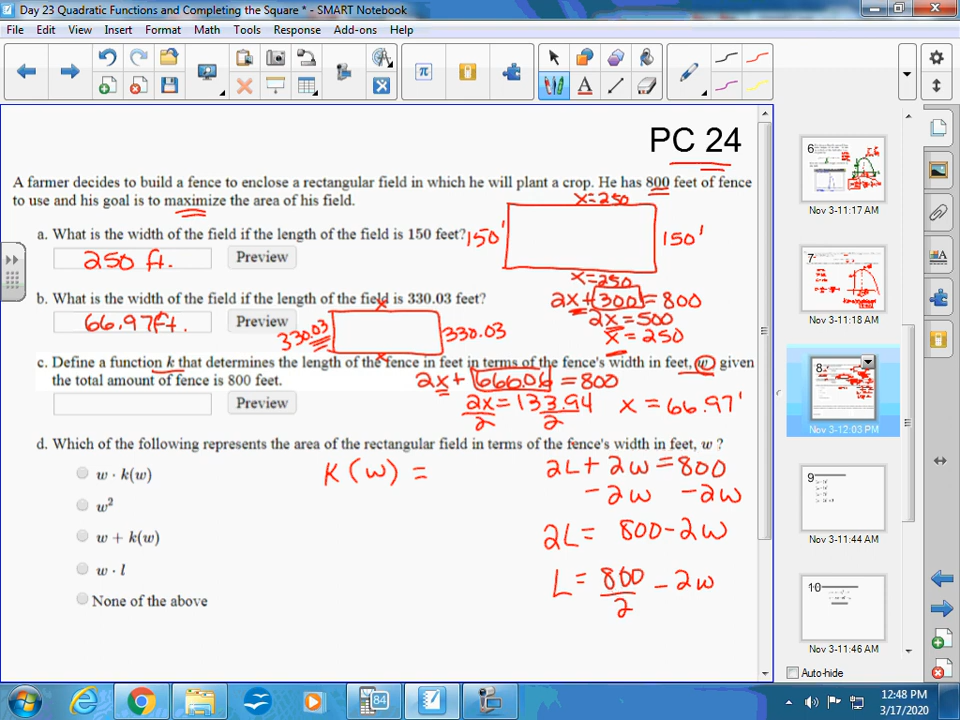 Day 23 Quadratic Functions and Completing the Square * - SMART Notebook
File Edit View Insert Format Math Tools Response Add-ons Help
PC 24
A farmer decides to build a fence to enclose a rectangular field in which he will plant a crop. He has 800 feet of fence
to use and his goal is to maximize the area of his field.
x=250
a. What is the width of the field if the length of the field is 150 feet?
150' 150'
250 ft. Preview
x=250
b. What is the width of the field if the length of the field is 330.03 feet?
2x+300=800
x
66.97ft. Preview
330.03 330.03
2x=500
x=250
x
c. Define a function k that determines the length of the fence in feet in terms of the fence's width in feet, w, given
the total amount of fence is 800 feet.
2x+660.06=800
Preview
2x=133.94 x=66.97'
2 2
d. Which of the following represents the area of the rectangular field in terms of the fence's width in feet, w ?
w · k(w)
w²
w + k(w)
w · l
None of the above
K(w) =
2L+2w=800
-2w -2w
2L= 800-2w
L= 800 - 2w
2
6
Nov 3-11:17 AM
7
Nov 3-11:18 AM
8
Nov 3-12:03 PM
9
Nov 3-11:44 AM
10
Nov 3-11:46 AM
Auto-hide
12:48 PM
3/17/2020